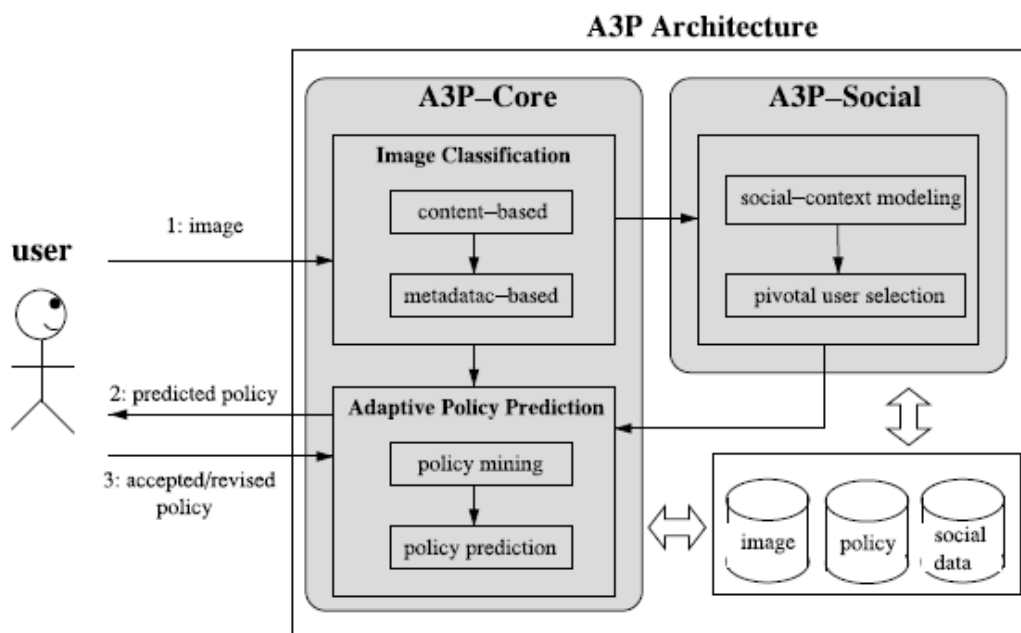 A3P Architecture
A3P–Core
A3P–Social
Image Classification
content–based
metadatac–based
social–context modeling
pivotal user selection
user
1: image
2: predicted policy
3: accepted/revised
policy
Adaptive Policy Prediction
policy mining
policy prediction
image
policy
social
data